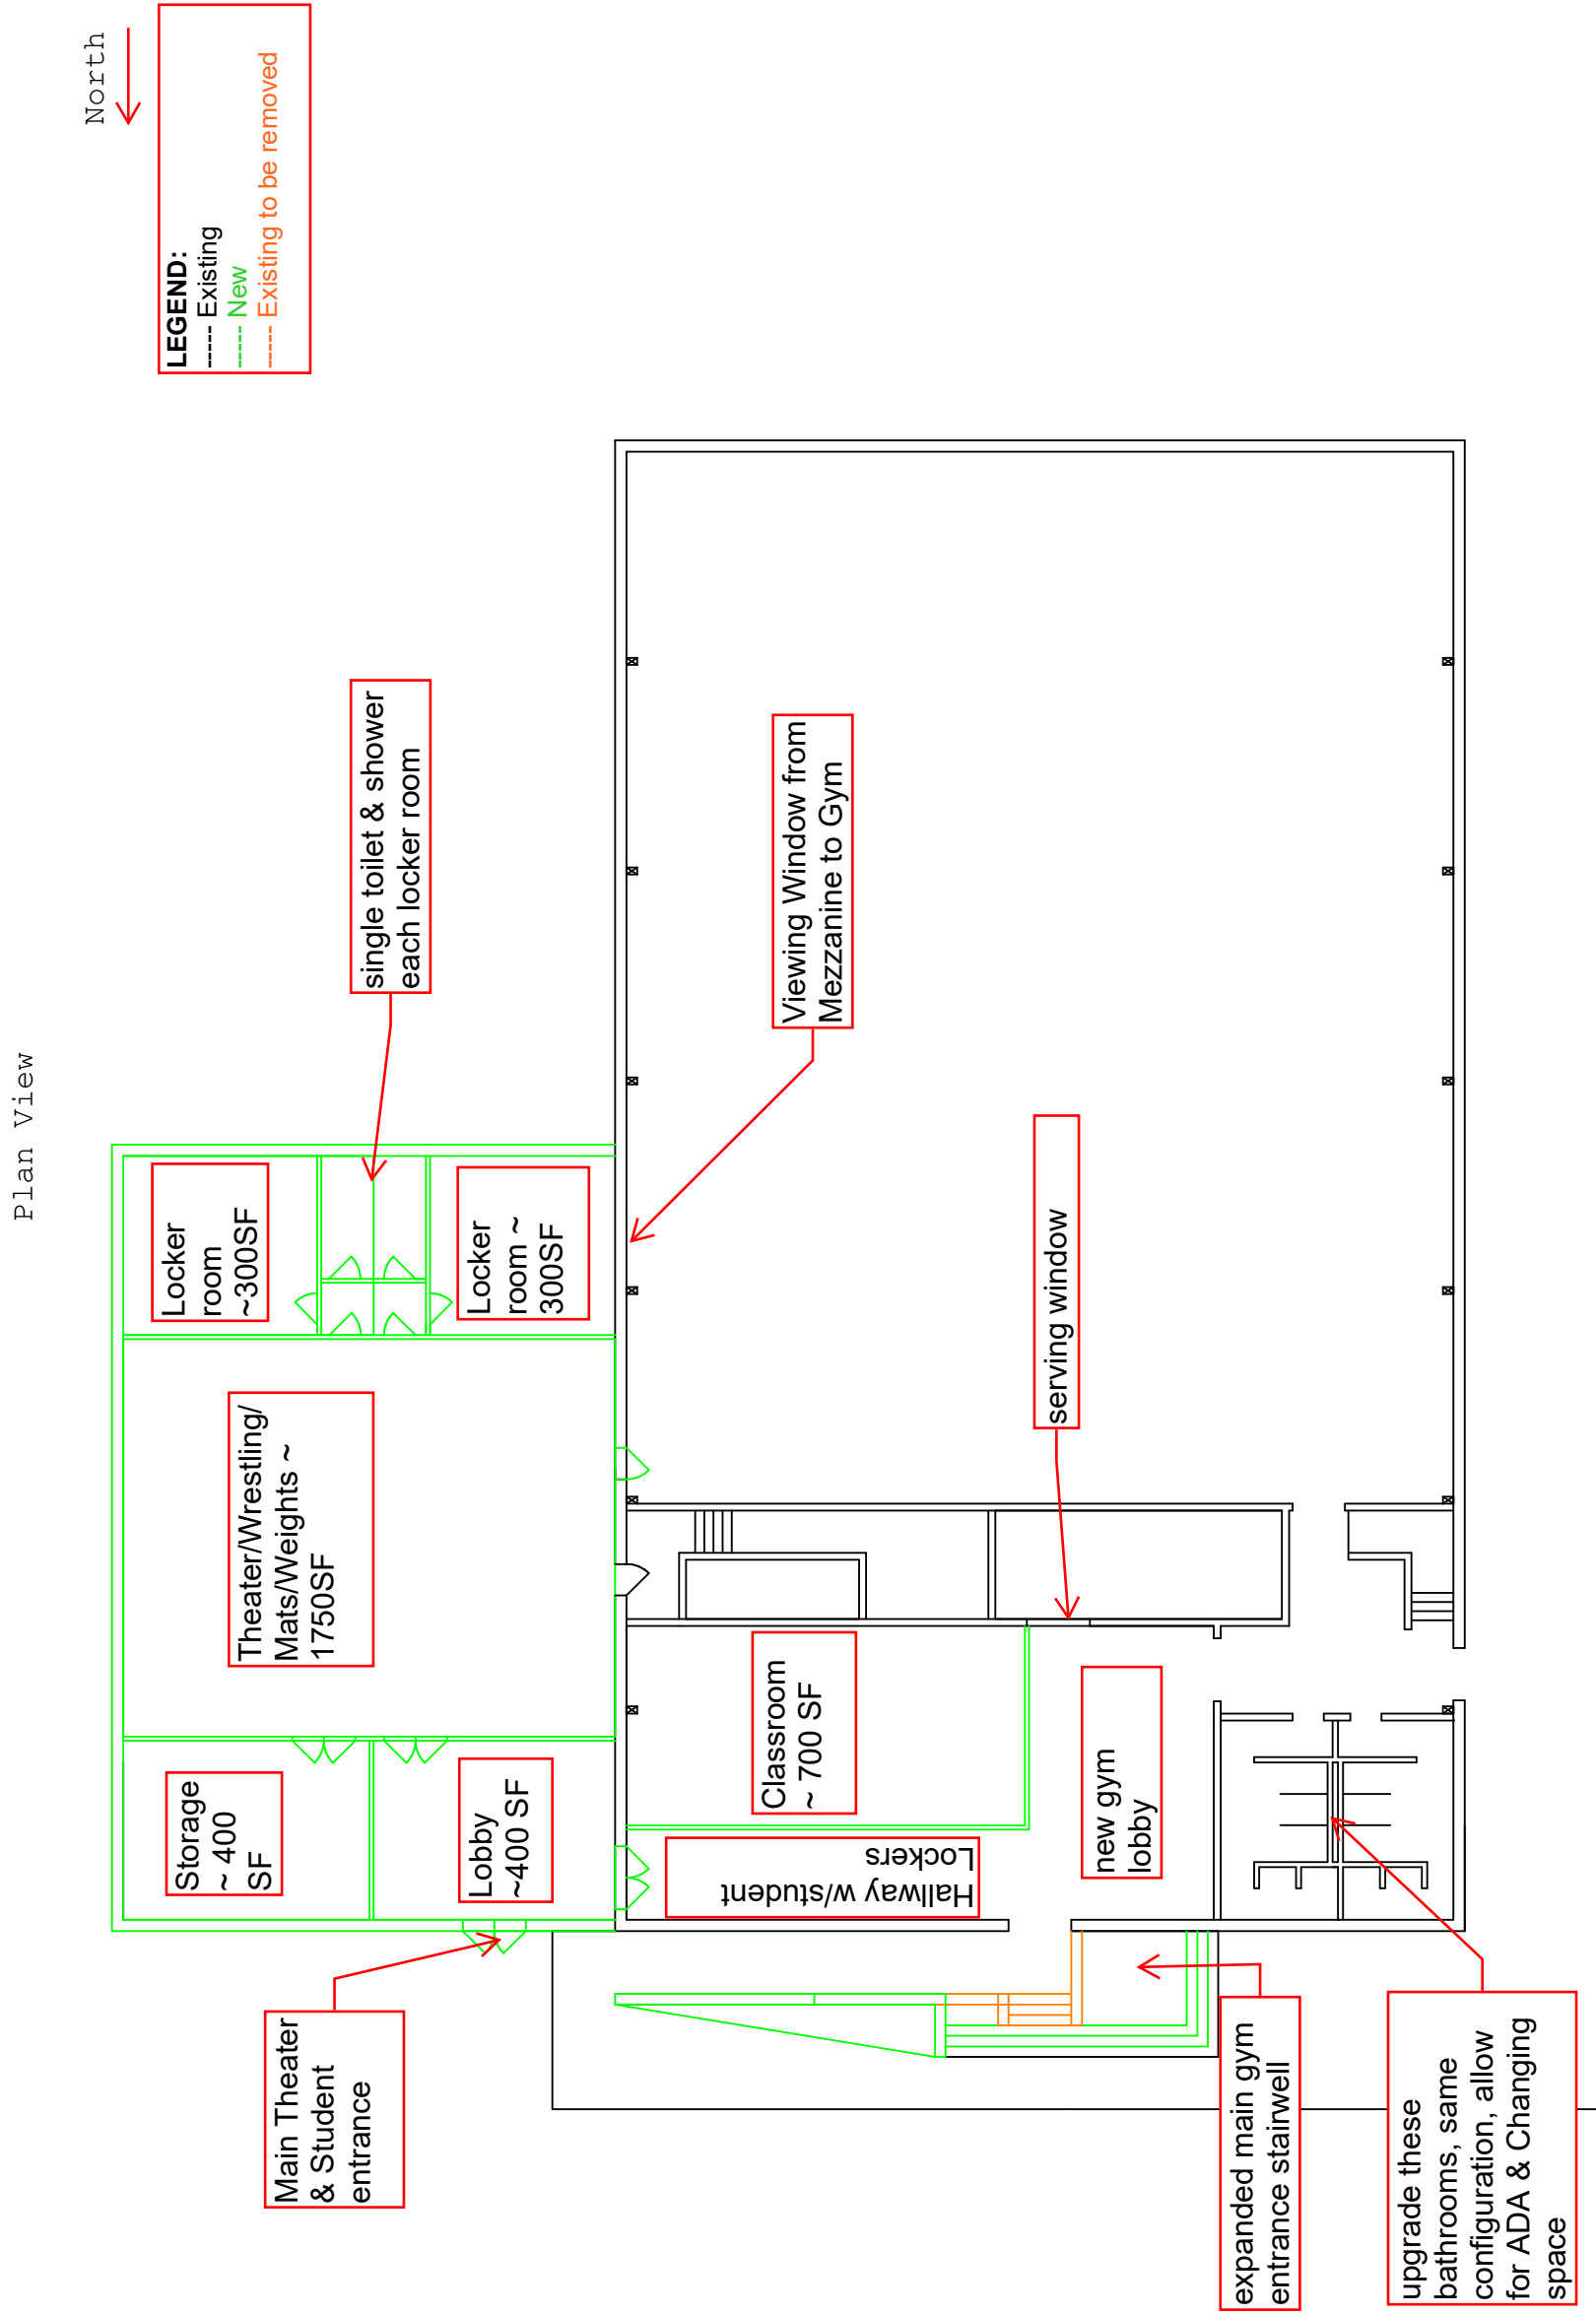 Plan View
North
LEGEND:
----- Existing
----- New
----- Existing to be removed
Main Theater
& Student
entrance
Storage
~ 400
SF
Lobby
~400 SF
Theater/Wrestling/
Mats/Weights ~
1750SF
Locker
room
~300SF
Locker
room ~
300SF
single toilet & shower
each locker room
Viewing Window from
Mezzanine to Gym
Hallway w/student
Lockers
Classroom
~ 700 SF
serving window
new gym
lobby
expanded main gym
entrance stairwell
upgrade these
bathrooms, same
configuration, allow
for ADA & Changing
space